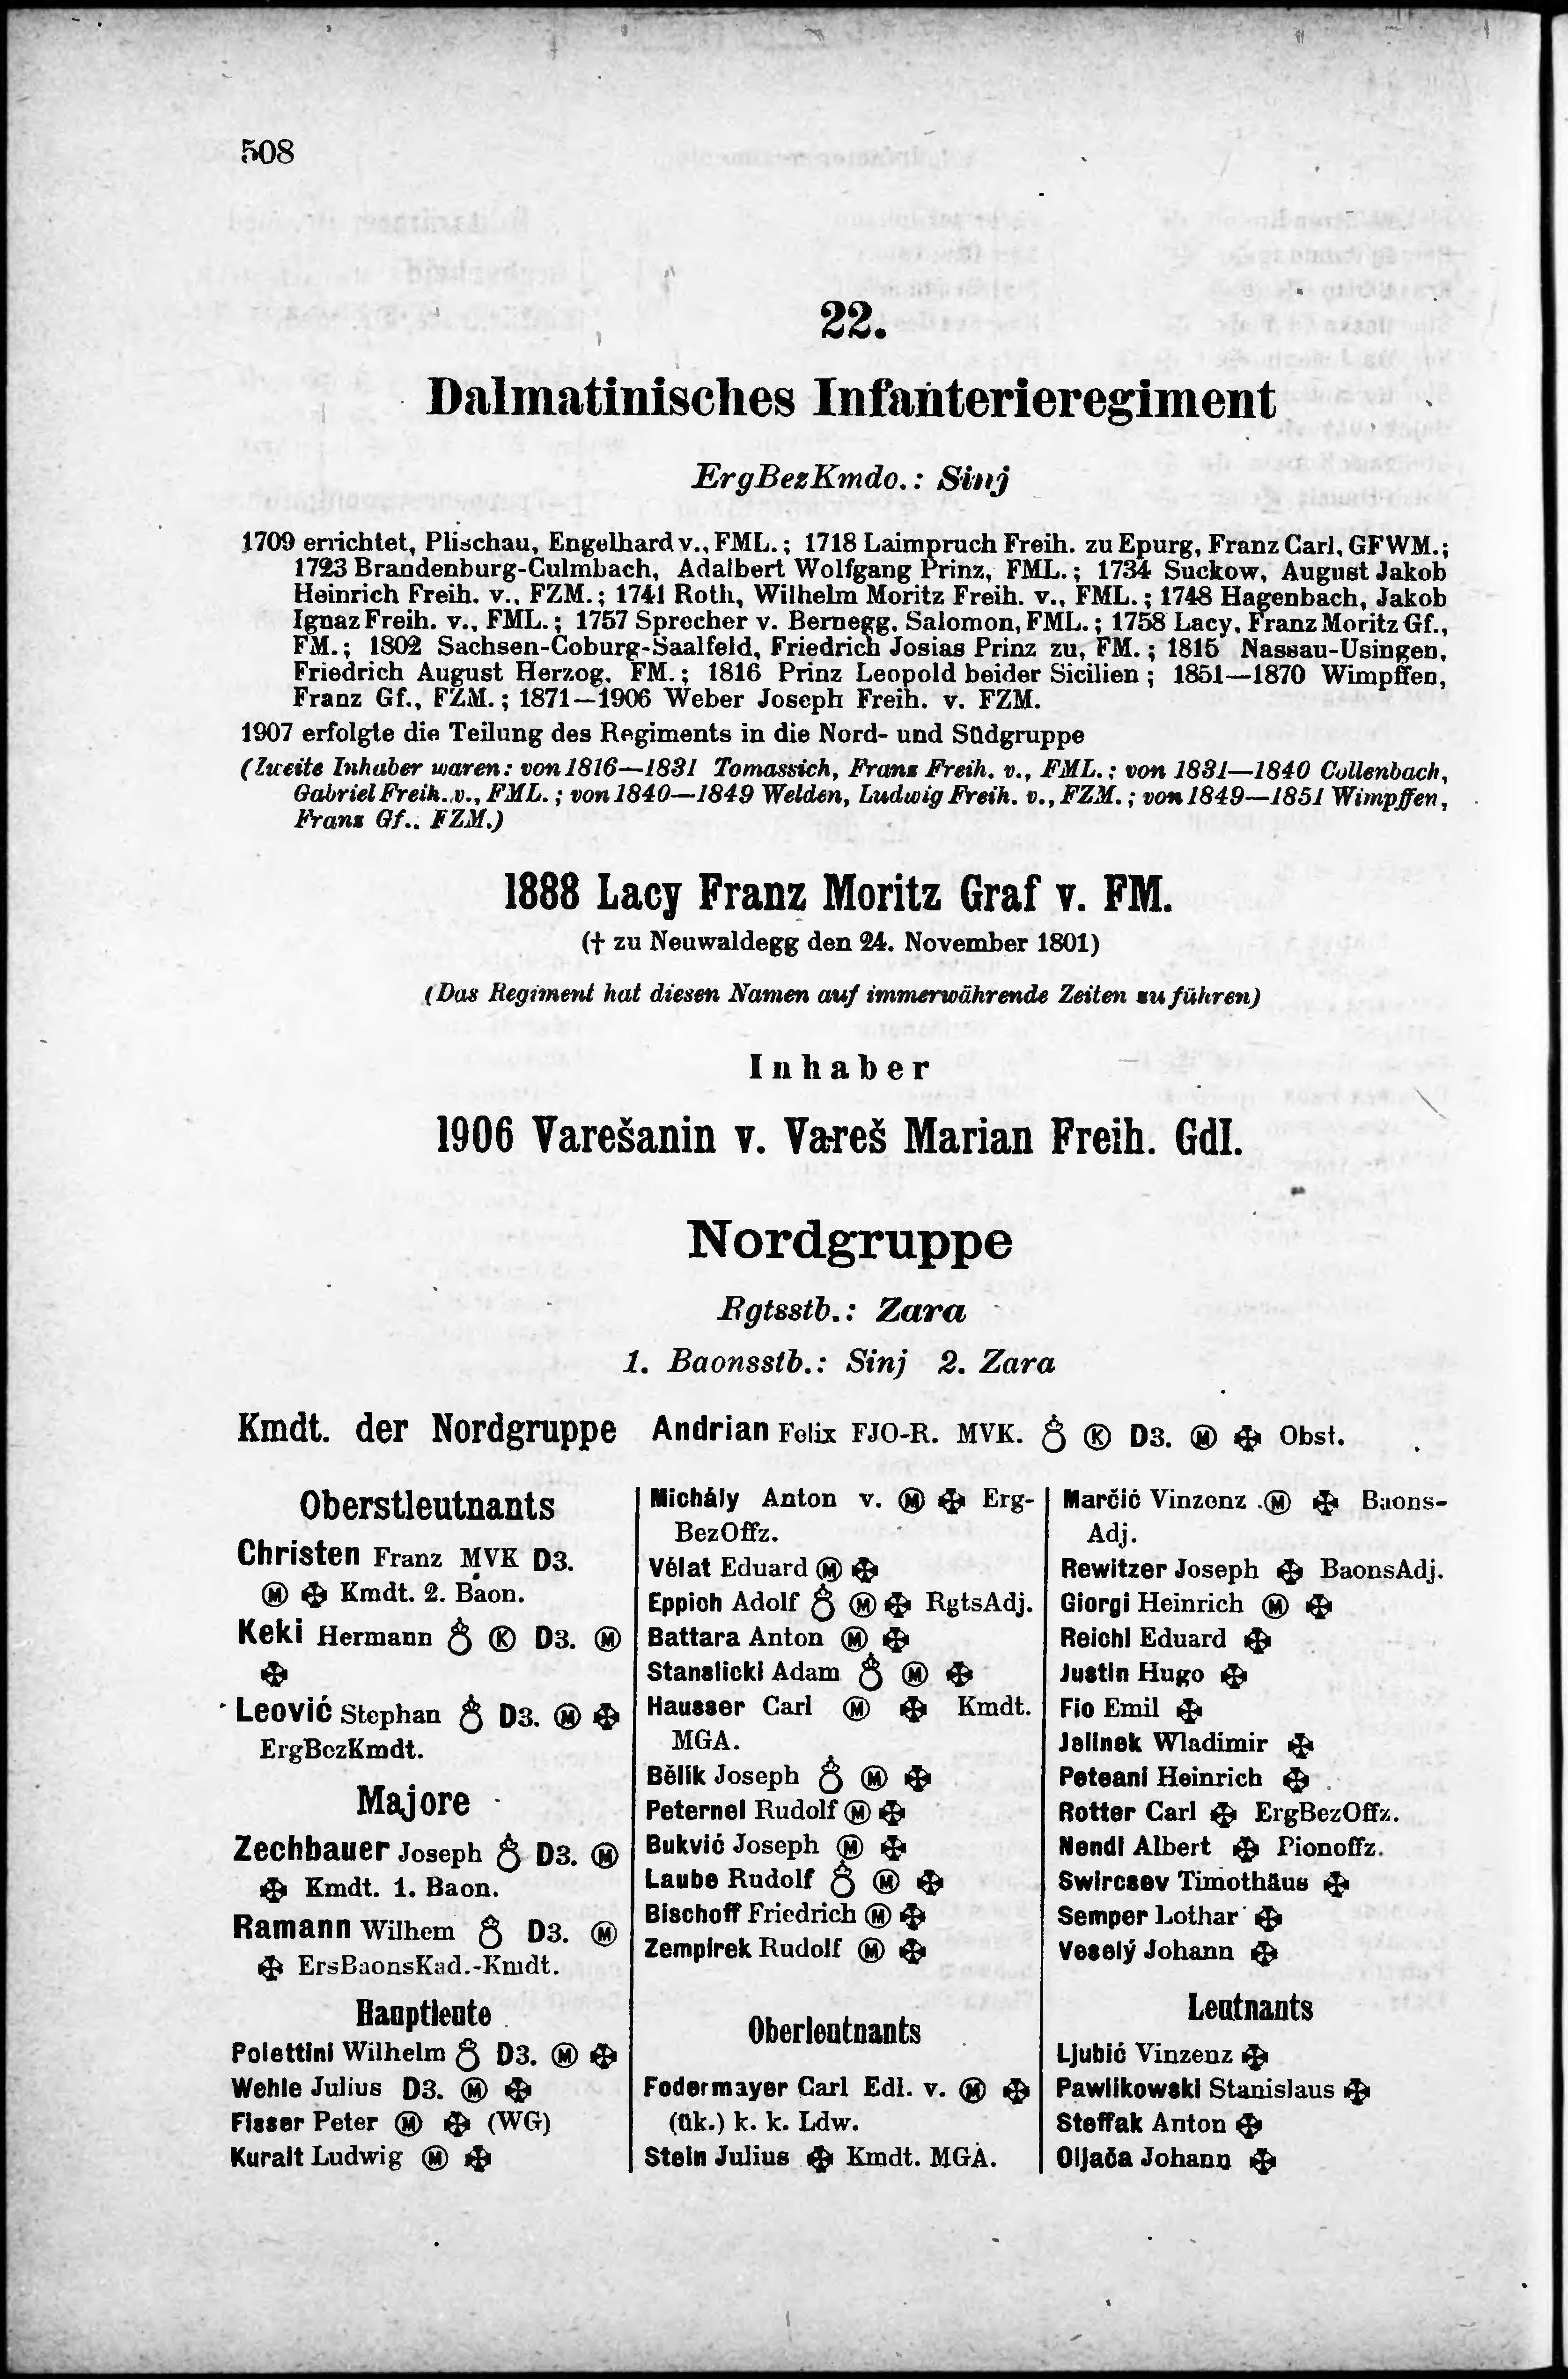 508
22.
Dalmatinisches Infanterieregiment
ErgBezKmdo.: Sinj
1709 errichtet, Plischau, Engelhard v., FML.; 1718 Laimpruch Freih. zu Epurg, Franz Carl, GFWM.;
1723 Brandenburg-Culmbach, Adalbert Wolfgang Prinz, FML.; 1734 Suckow, August Jakob
Heinrich Freih. v., FZM.; 1741 Roth, Wilhelm Moritz Freih. v., FML.; 1748 Hagenbach, Jakob
Ignaz Freih. v., FML.; 1757 Sprecher v. Bernegg, Salomon, FML.; 1758 Lacy, Franz Moritz Gf.,
FM.; 1802 Sachsen-Coburg-Saalfeld, Friedrich Josias Prinz zu, FM.; 1815 Nassau-Usingen,
Friedrich August Herzog, FM.; 1816 Prinz Leopold beider Sicilien; 1851—1870 Wimpffen,
Franz Gf., FZM.; 1871—1906 Weber Joseph Freih. v. FZM.
1907 erfolgte die Teilung des Regiments in die Nord- und Südgruppe
(Zweite Inhaber waren: von 1816—1831 Tomassich, Franz Freih. v., FML.; von 1831—1840 Collenbach,
Gabriel Freih. v., FML.; von 1840—1849 Welden, Ludwig Freih. v., FZM.; von 1849—1851 Wimpffen,
Franz Gf., FZM.)
1888 Lacy Franz Moritz Graf v. FM.
(† zu Neuwaldegg den 24. November 1801)
(Das Regiment hat diesen Namen auf immerwährende Zeiten zu führen)
Inhaber
1906 Varešanin v. Vareš Marian Freih. GdI.
Nordgruppe
Rgtsstb.: Zara
1. Baonsstb.: Sinj 2. Zara
Kmdt. der Nordgruppe Andrian Felix FJO-R. MVK. Ⓚ D3. Ⓜ ✠ Obst.
Oberstleutnants
Christen Franz MVK D3.
Ⓜ ✠ Kmdt. 2. Baon.
Keki Hermann Ⓚ D3. Ⓜ
✠
Leović Stephan D3. Ⓜ ✠
ErgBezKmdt.
Majore
Zechbauer Joseph D3. Ⓜ
✠ Kmdt. 1. Baon.
Ramann Wilhem D3. Ⓜ
✠ ErsBaonsKad.-Kmdt.
Hauptleute
Polettini Wilhelm D3. Ⓜ ✠
Wehle Julius D3. Ⓜ ✠
Fisser Peter Ⓜ ✠ (WG)
Kuralt Ludwig Ⓜ ✠
Michály Anton v. Ⓜ ✠ Erg-
BezOffz.
Vélat Eduard Ⓜ ✠
Eppich Adolf Ⓜ ✠ RgtsAdj.
Battara Anton Ⓜ ✠
Stanslicki Adam Ⓜ ✠
Hausser Carl Ⓜ ✠ Kmdt.
MGA.
Bělik Joseph Ⓜ ✠
Peternel Rudolf Ⓜ ✠
Bukvić Joseph Ⓜ ✠
Laube Rudolf Ⓜ ✠
Bischoff Friedrich Ⓜ ✠
Zempirek Rudolf Ⓜ ✠
Oberleutnants
Fodermayer Carl Edl. v. Ⓜ ✠
(ük.) k. k. Ldw.
Stein Julius ✠ Kmdt. MGA.
Marčić Vinzenz Ⓜ ✠ Baons-
Adj.
Rewitzer Joseph ✠ BaonsAdj.
Giorgi Heinrich Ⓜ ✠
Reichl Eduard ✠
Justin Hugo ✠
Fio Emil ✠
Jelinek Wladimir ✠
Peteani Heinrich ✠
Rotter Carl ✠ ErgBezOffz.
Nendl Albert ✠ Pionoffz.
Swircsev Timothäus ✠
Semper Lothar ✠
Veselý Johann ✠
Leutnants
Ljubić Vinzenz ✠
Pawlikowski Stanislaus ✠
Steffak Anton ✠
Oljača Johann ✠